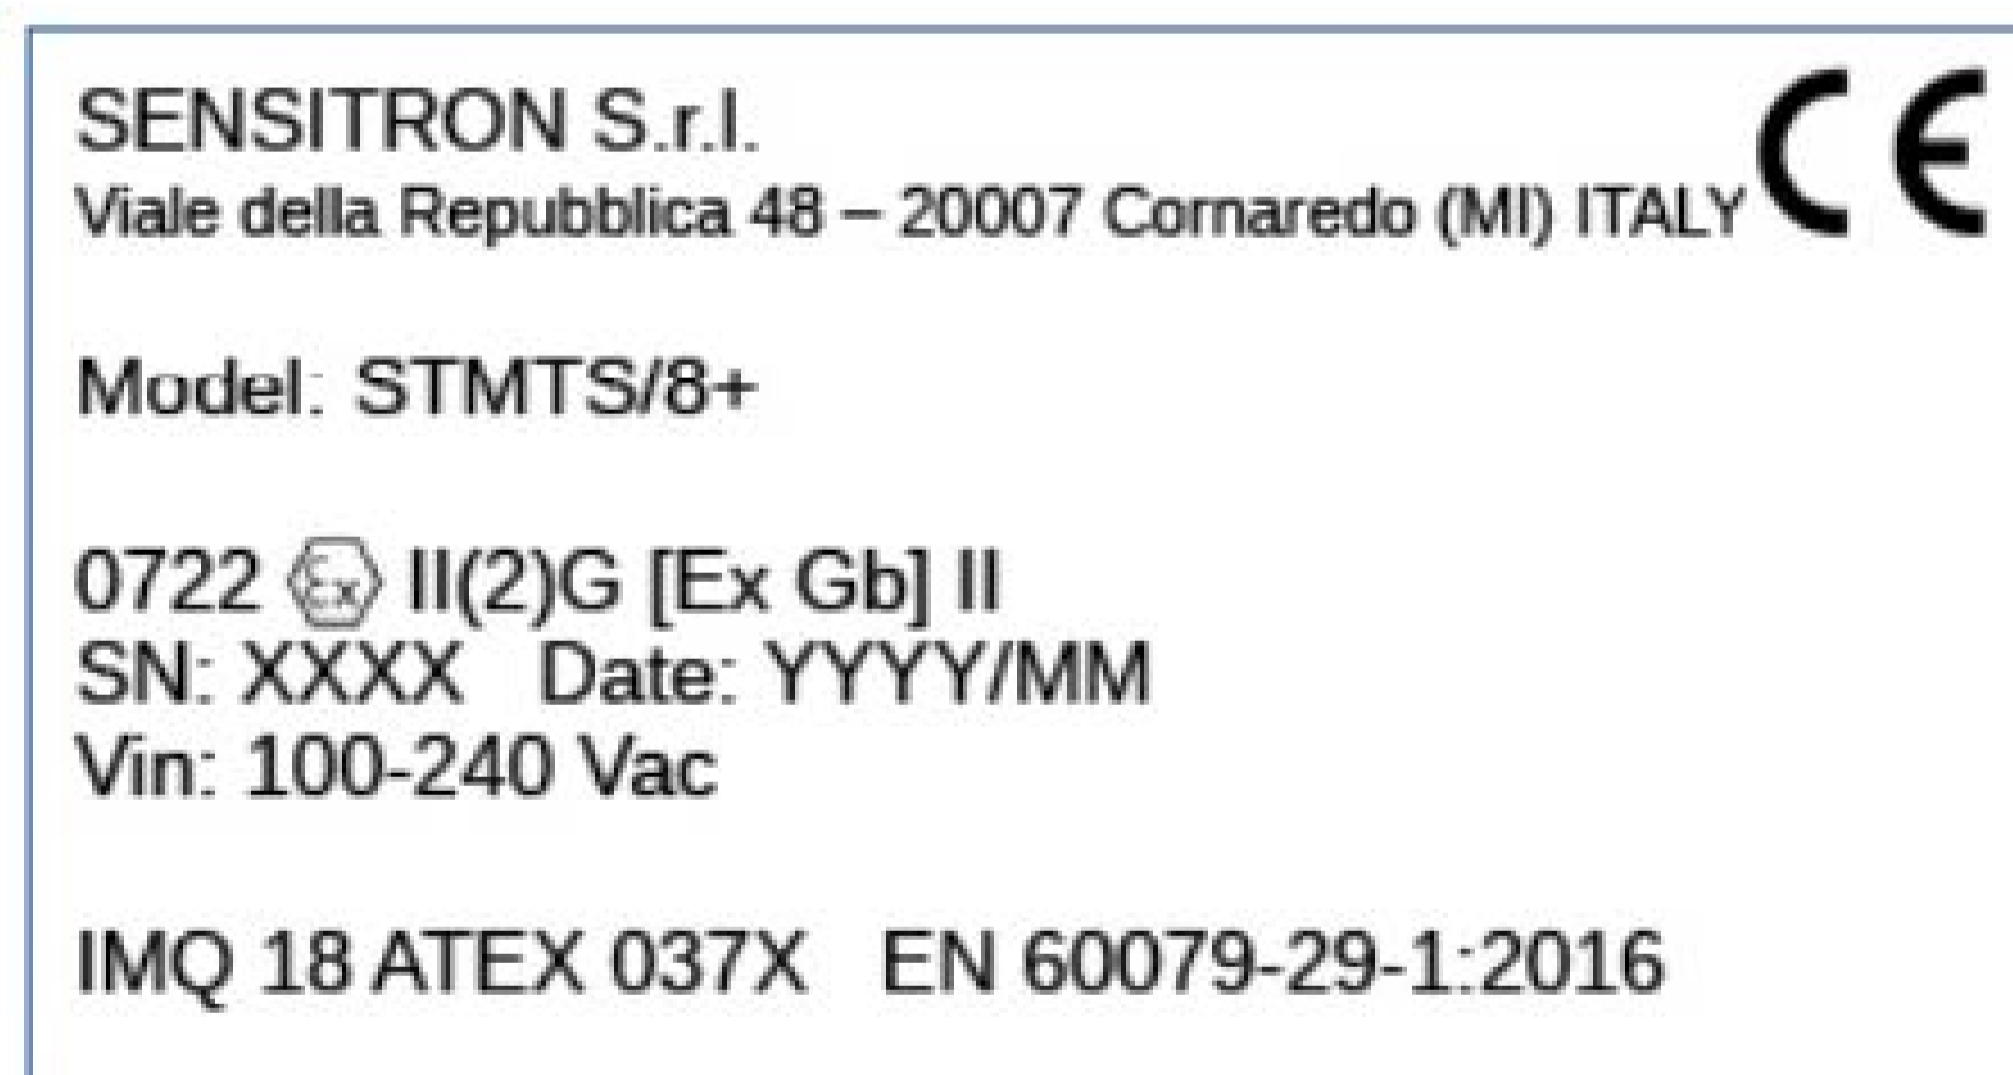 SENSITRON S.r.l.
Viale della Repubblica 48 – 20007 Cornaredo (MI) ITALY
CE
Model: STMTS/8+
0722 Ex II(2)G [Ex Gb] II
SN: XXXX Date: YYYY/MM
Vin: 100-240 Vac
IMQ 18 ATEX 037X EN 60079-29-1:2016